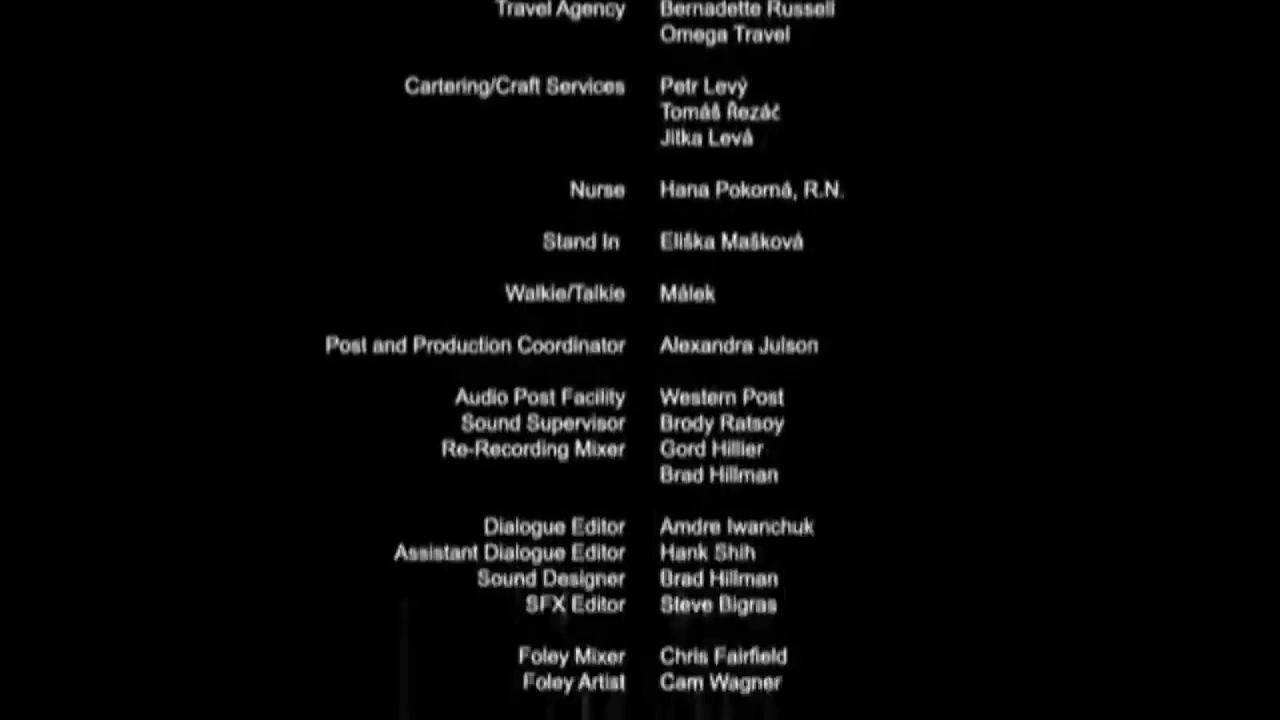 Travel Agency Bernadette Russell
Omega Travel
Cartering/Craft Services Petr Levý
Tomáš Řezáč
Jitka Levá
Nurse Hana Pokorná, R.N.
Stand In Eliška Mašková
Walkie/Talkie Málek
Post and Production Coordinator Alexandra Julson
Audio Post Facility Western Post
Sound Supervisor Brody Ratsoy
Re-Recording Mixer Gord Hillier
Brad Hillman
Dialogue Editor Amdre Iwanchuk
Assistant Dialogue Editor Hank Shih
Sound Designer Brad Hillman
SFX Editor Steve Bigras
Foley Mixer Chris Fairfield
Foley Artist Cam Wagner